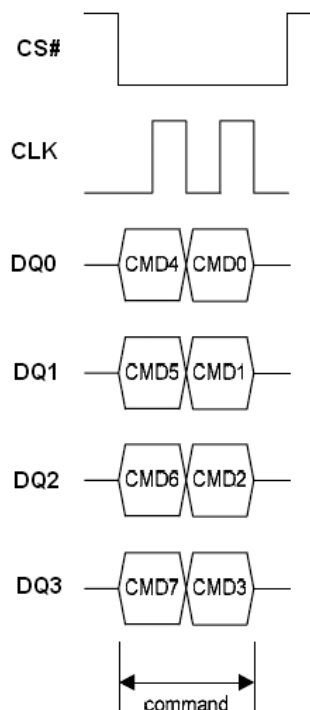 CS#
CLK
DQ0 CMD4 CMD0
DQ1 CMD5 CMD1
DQ2 CMD6 CMD2
DQ3 CMD7 CMD3
command